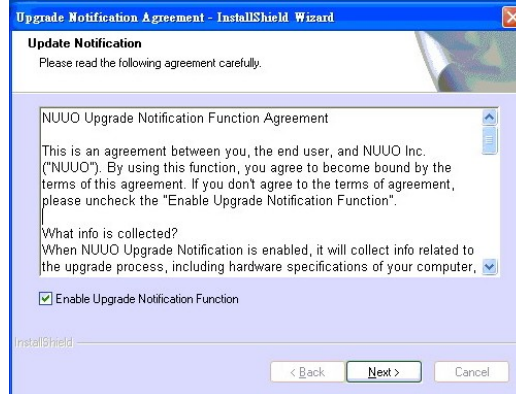 Upgrade Notification Agreement - InstallShield Wizard
Update Notification
Please read the following agreement carefully.
NUUO Upgrade Notification Function Agreement
This is an agreement between you, the end user, and NUUO Inc.
("NUUO"). By using this function, you agree to become bound by the
terms of this agreement. If you don't agree to the terms of agreement,
please uncheck the "Enable Upgrade Notification Function".
What info is collected?
When NUUO Upgrade Notification is enabled, it will collect info related to
the upgrade process, including hardware specifications of your computer,
Enable Upgrade Notification Function
InstallShield
< Back
Next >
Cancel